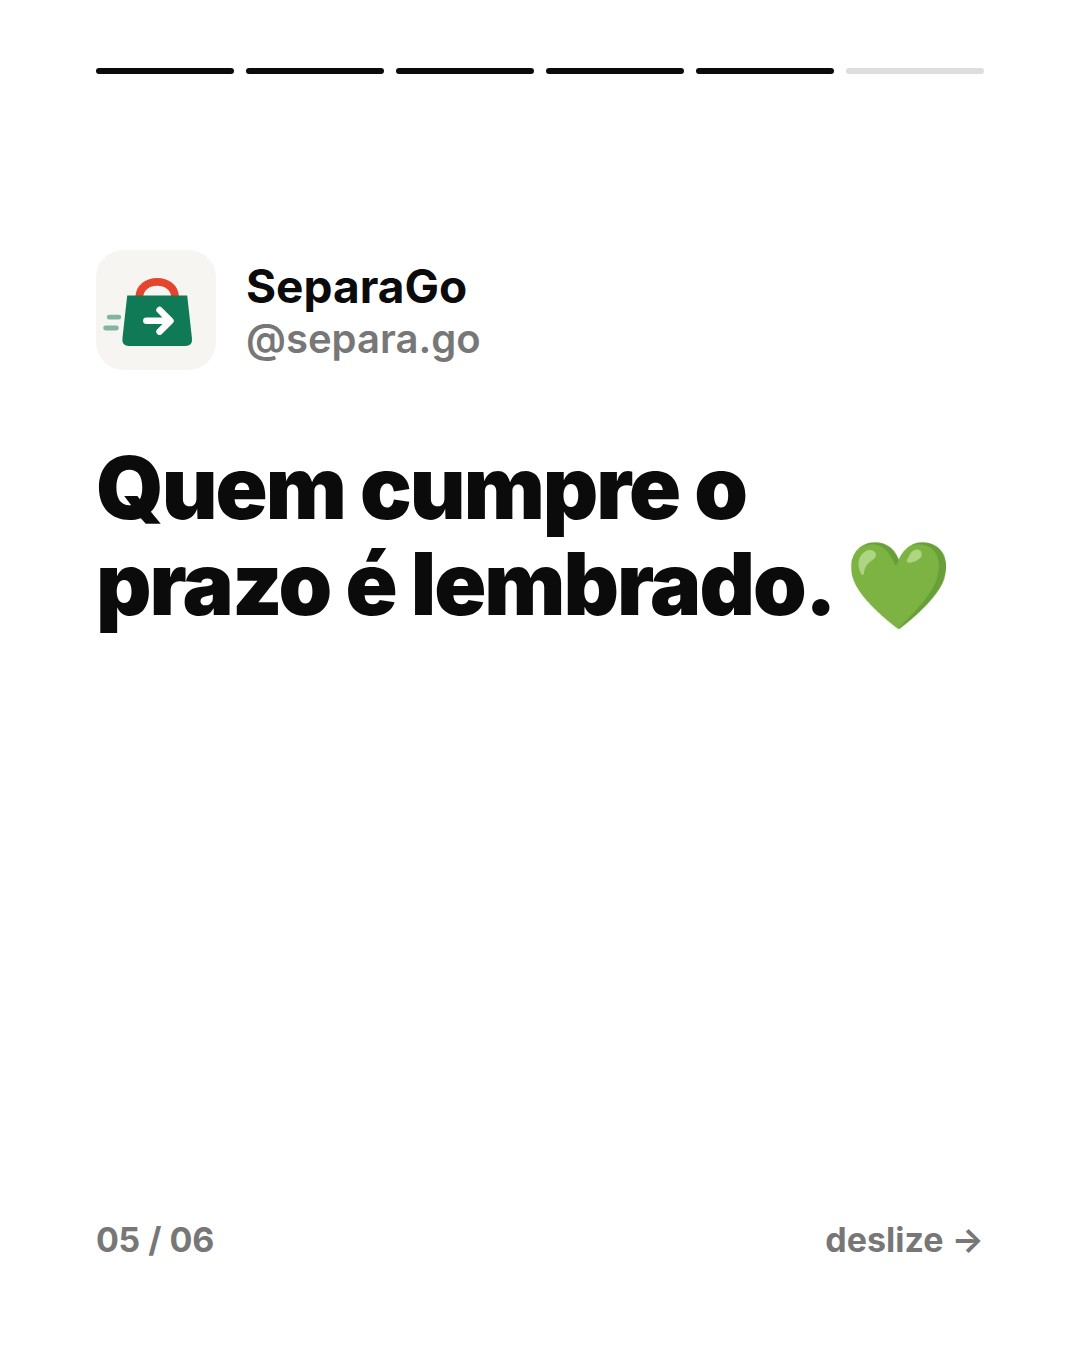 SeparaGo
@separa.go
Quem cumpre o
prazo é lembrado. 💚
05 / 06
deslize →